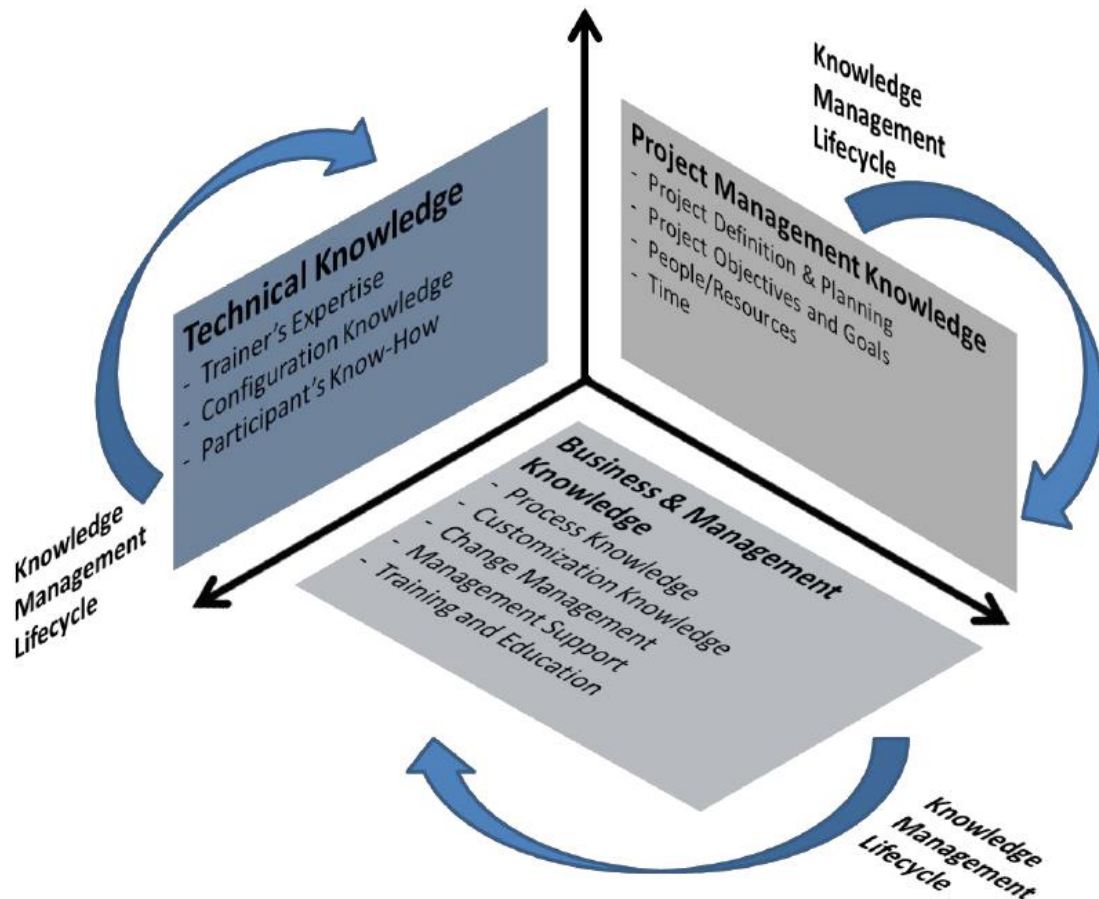 Technical Knowledge
- Trainer's Expertise
- Configuration Knowledge
- Participant's Know-How
Knowledge
Management
Lifecycle
Project Management Knowledge
- Project Definition & Planning
- Project Objectives and Goals
- People/Resources
- Time
Knowledge
Management
Lifecycle
Business & Management
Knowledge
- Process Knowledge
- Customization Knowledge
- Change Management
- Management Support
- Training and Education
Knowledge
Management
Lifecycle